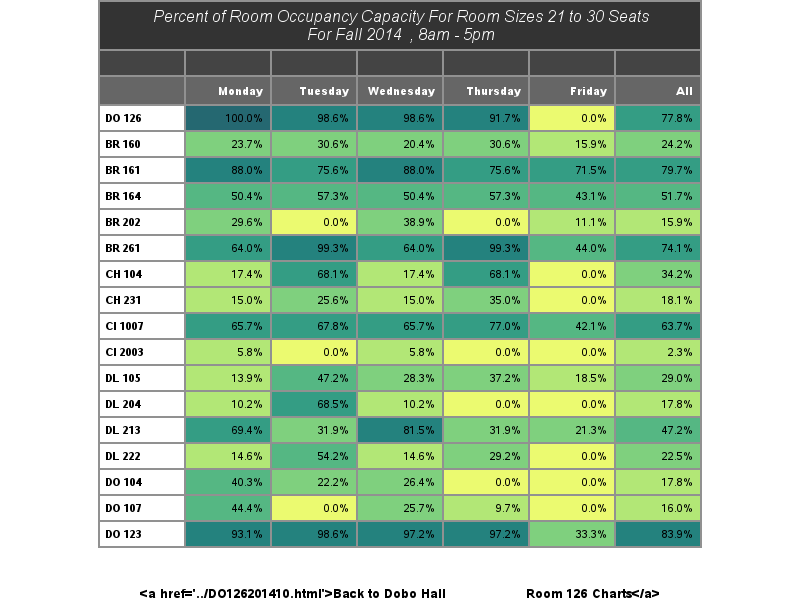 Percent of Room Occupancy Capacity For Room Sizes 21 to 30 Seats
For Fall 2014 , 8am - 5pm
Monday Tuesday Wednesday Thursday Friday All
DO 126 100.0% 98.6% 98.6% 91.7% 0.0% 77.8%
BR 160 23.7% 30.6% 20.4% 30.6% 15.9% 24.2%
BR 161 88.0% 75.6% 88.0% 75.6% 71.5% 79.7%
BR 164 50.4% 57.3% 50.4% 57.3% 43.1% 51.7%
BR 202 29.6% 0.0% 38.9% 0.0% 11.1% 15.9%
BR 261 64.0% 99.3% 64.0% 99.3% 44.0% 74.1%
CH 104 17.4% 68.1% 17.4% 68.1% 0.0% 34.2%
CH 231 15.0% 25.6% 15.0% 35.0% 0.0% 18.1%
CI 1007 65.7% 67.8% 65.7% 77.0% 42.1% 63.7%
CI 2003 5.8% 0.0% 5.8% 0.0% 0.0% 2.3%
DL 105 13.9% 47.2% 28.3% 37.2% 18.5% 29.0%
DL 204 10.2% 68.5% 10.2% 0.0% 0.0% 17.8%
DL 213 69.4% 31.9% 81.5% 31.9% 21.3% 47.2%
DL 222 14.6% 54.2% 14.6% 29.2% 0.0% 22.5%
DO 104 40.3% 22.2% 26.4% 0.0% 0.0% 17.8%
DO 107 44.4% 0.0% 25.7% 9.7% 0.0% 16.0%
DO 123 93.1% 98.6% 97.2% 97.2% 33.3% 83.9%
<a href='../DO126201410.html'>Back to Dobo Hall Room 126 Charts</a>